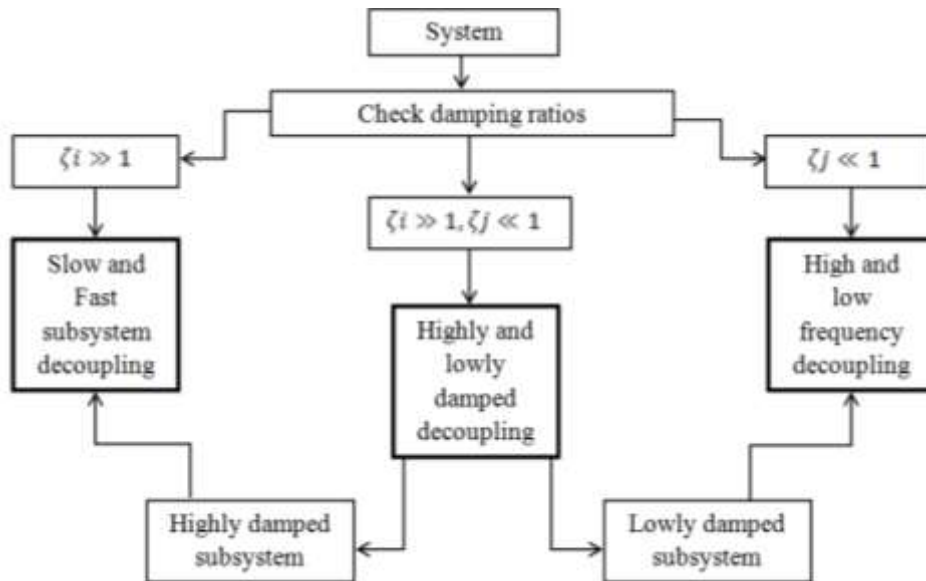 System
Check damping ratios
ζi ≫ 1
ζi ≫ 1, ζj ≪ 1
ζj ≪ 1
Slow and
Fast
subsystem
decoupling
Highly and
lowly
damped
decoupling
High and
low
frequency
decoupling
Highly damped
subsystem
Lowly damped
subsystem